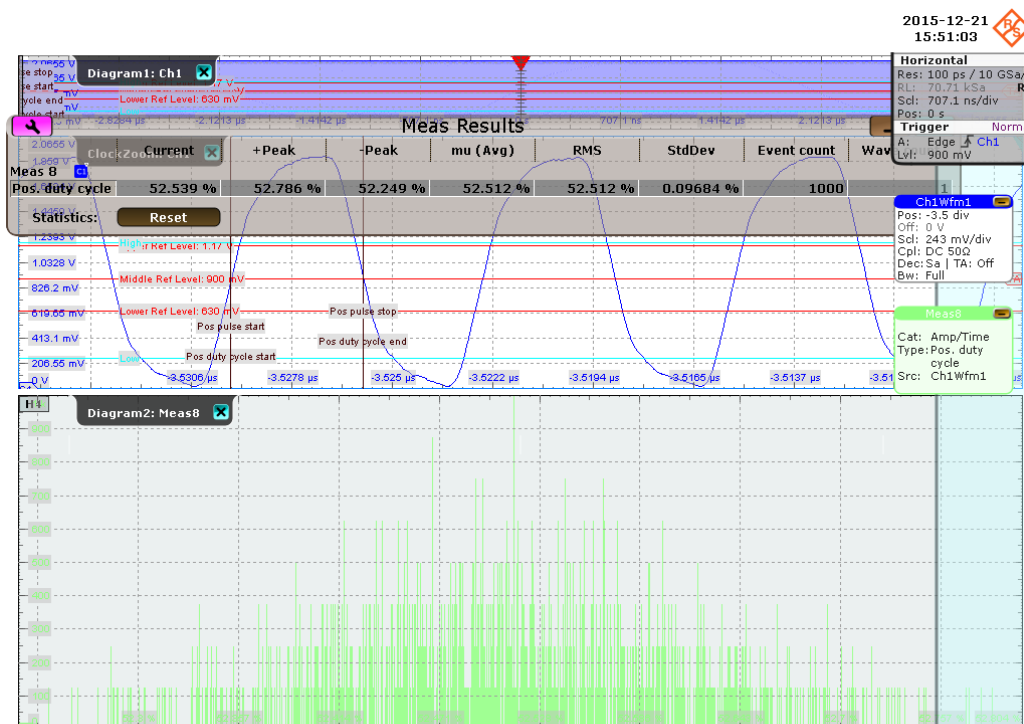 2015-12-21
15:51:03
Horizontal
Res: 100 ps / 10 GSa/
RL: 70.71 kSa
Scl: 707.1 ns/div
Pos: 0 s
Trigger Norm
A: Edge Ch1
Lvl: 900 mV
Diagram1: Ch1
Lower Ref Level: 630 mV
Meas Results
Current +Peak -Peak mu (Avg) RMS StdDev Event count Wav
Meas 8 C1
Pos. duty cycle 52.539 % 52.786 % 52.249 % 52.512 % 52.512 % 0.09684 % 1000 1
Statistics: Reset
Ch1Wfm1
Pos: -3.5 div
Off: 0 V
Scl: 243 mV/div
Cpl: DC 50Ω
Dec: Sa | TA: Off
Bw: Full
2.0655 V
1.859 V
1.2393 V
1.0328 V
826.2 mV
619.65 mV
413.1 mV
206.55 mV
0 V
High
Middle Ref Level: 900 mV
Lower Ref Level: 630 mV
Pos pulse start
Pos pulse stop
Pos duty cycle end
Pos duty cycle start
Low
-3.5306 µs -3.5278 µs -3.525 µs -3.5222 µs -3.5194 µs -3.5165 µs -3.5137 µs
Meas8
Cat: Amp/Time
Type: Pos. duty
cycle
Src: Ch1Wfm1
Diagram2: Meas8